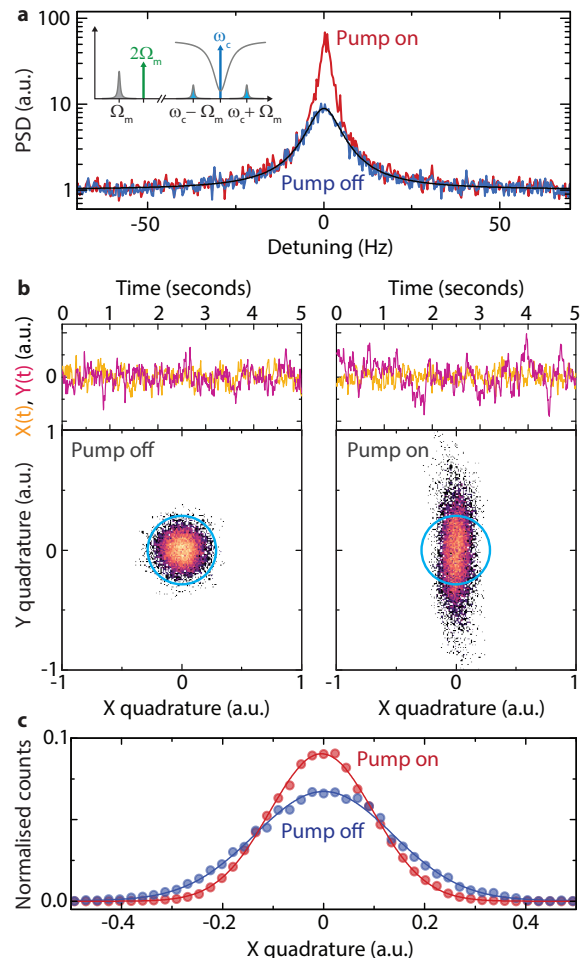 a
100
10
1
PSD (a.u.)
2Ωm
ωc
Ωm
ωc− Ωm
ωc+ Ωm
Pump on
Pump off
-50
0
50
Detuning (Hz)
b
Time (seconds)
Time (seconds)
0 1 2 3 4 5
0 1 2 3 4 5
X(t), Y(t) (a.u.)
0
Pump off
Pump on
Y quadrature (a.u.)
1
0
-1
-1 0 1
-1 0 1
X quadrature (a.u.)
X quadrature (a.u.)
c
Normalised counts
0.1
0.0
Pump on
Pump off
-0.4 -0.2 0 0.2 0.4
X quadrature (a.u.)